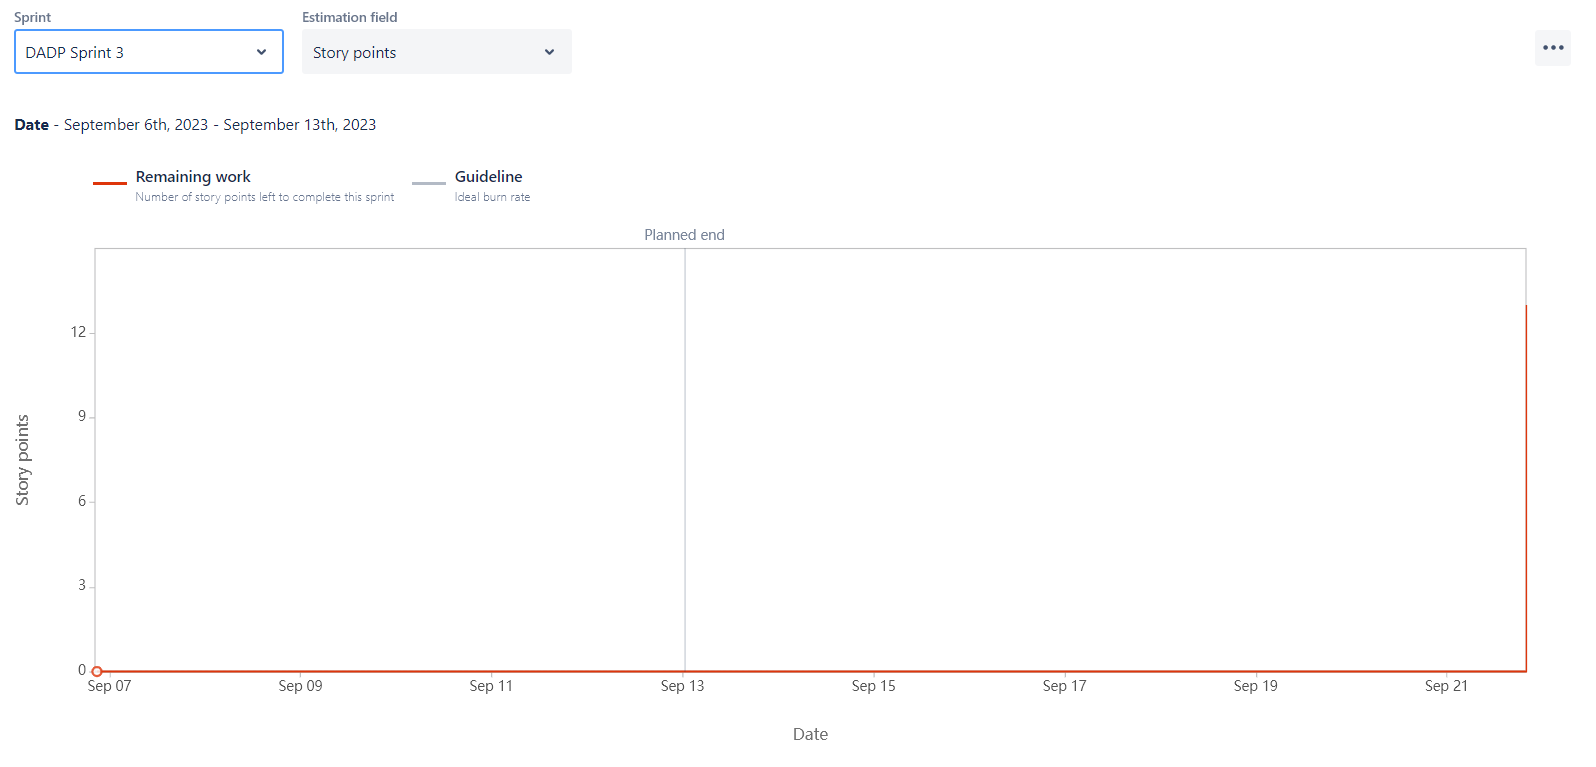 Sprint
Estimation field
DADP Sprint 3
Story points
Date - September 6th, 2023 - September 13th, 2023
Remaining work
Number of story points left to complete this sprint
Guideline
Ideal burn rate
Planned end
12
9
6
3
0
Story points
Sep 07
Sep 09
Sep 11
Sep 13
Sep 15
Sep 17
Sep 19
Sep 21
Date